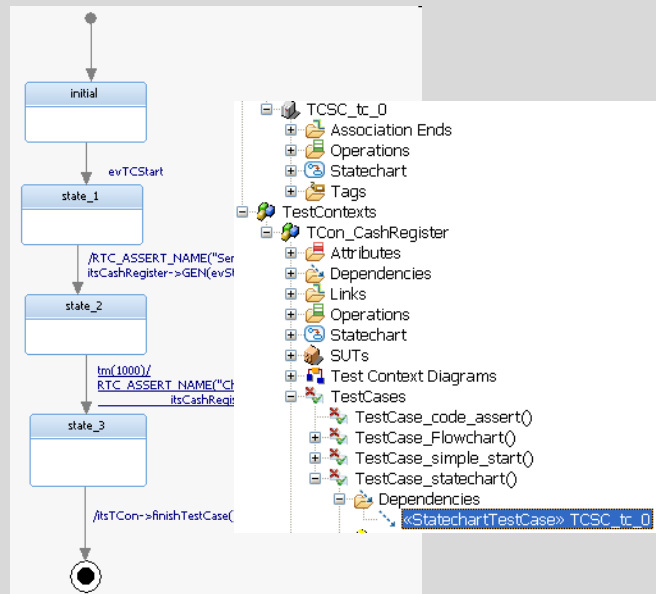 initial
evTCStart
state_1
/RTC_ASSERT_NAME("Ser
itsCashRegister->GEN(evSt
state_2
tm(1000)/
RTC_ASSERT_NAME("Ch
itsCashRegis
state_3
/itsTCon->finishTestCase(
TCSC_tc_0
Association Ends
Operations
Statechart
Tags
TestContexts
TCon_CashRegister
Attributes
Dependencies
Links
Operations
Statechart
SUTs
Test Context Diagrams
TestCases
TestCase_code_assert()
TestCase_Flowchart()
TestCase_simple_start()
TestCase_statechart()
Dependencies
«StatechartTestCase» TCSC_tc_0